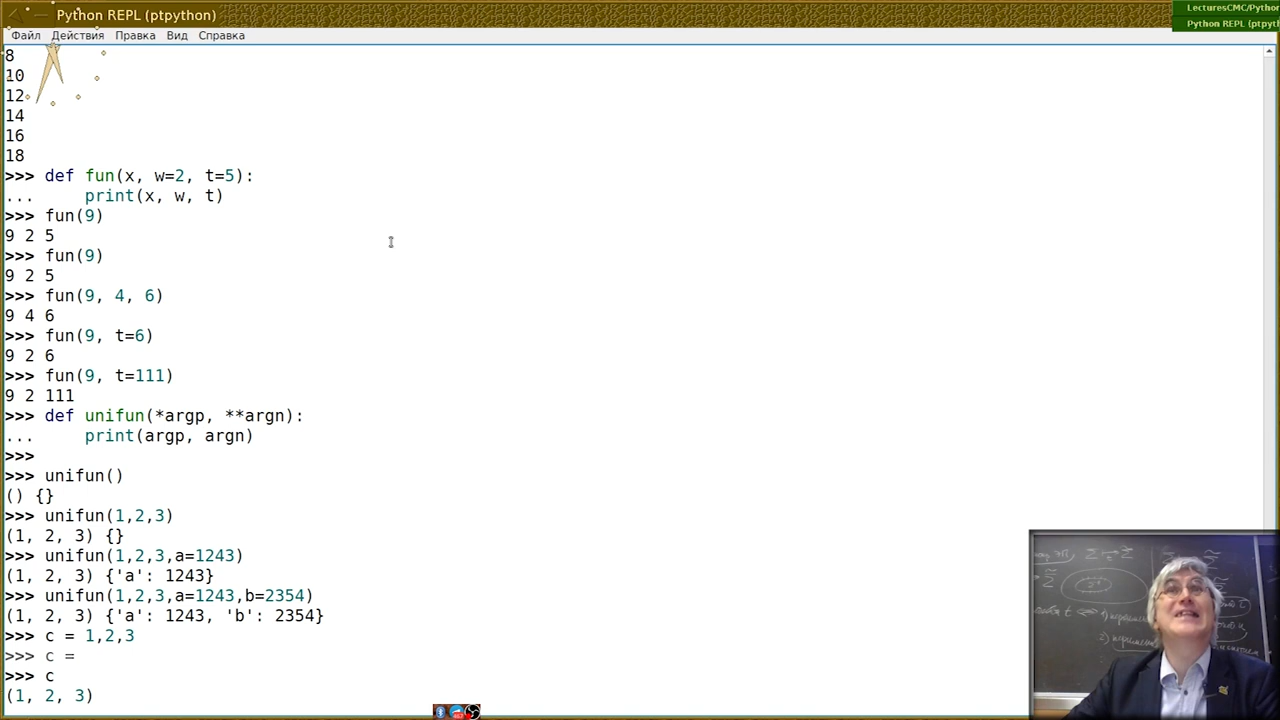 Python REPL (ptpython)
LecturesCMC/Pythor
Python REPL (ptpyth
Файл Действия Правка Вид Справка
8
10
12
14
16
18
>>> def fun(x, w=2, t=5):
...     print(x, w, t)
>>> fun(9)
9 2 5
>>> fun(9)
9 2 5
>>> fun(9, 4, 6)
9 4 6
>>> fun(9, t=6)
9 2 6
>>> fun(9, t=111)
9 2 111
>>> def unifun(*argp, **argn):
...     print(argp, argn)
>>>
>>> unifun()
() {}
>>> unifun(1,2,3)
(1, 2, 3) {}
>>> unifun(1,2,3,a=1243)
(1, 2, 3) {'a': 1243}
>>> unifun(1,2,3,a=1243,b=2354)
(1, 2, 3) {'a': 1243, 'b': 2354}
>>> c = 1,2,3
>>> c =
>>> c
(1, 2, 3)